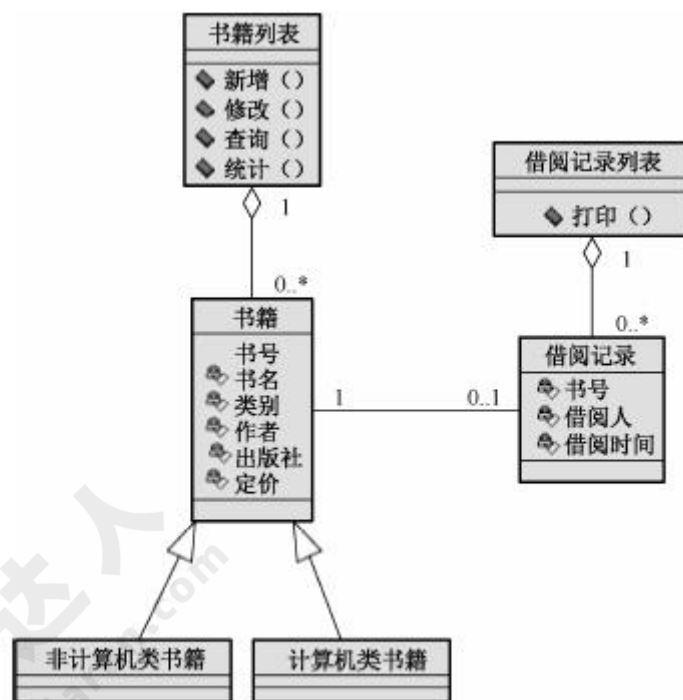 书籍列表
新增（）
修改（）
查询（）
统计（）
1
0..*
借阅记录列表
打印（）
1
0..*
书籍
书号
书名
类别
作者
出版社
定价
1
0..1
借阅记录
书号
借阅人
借阅时间
非计算机类书籍
计算机类书籍
达人